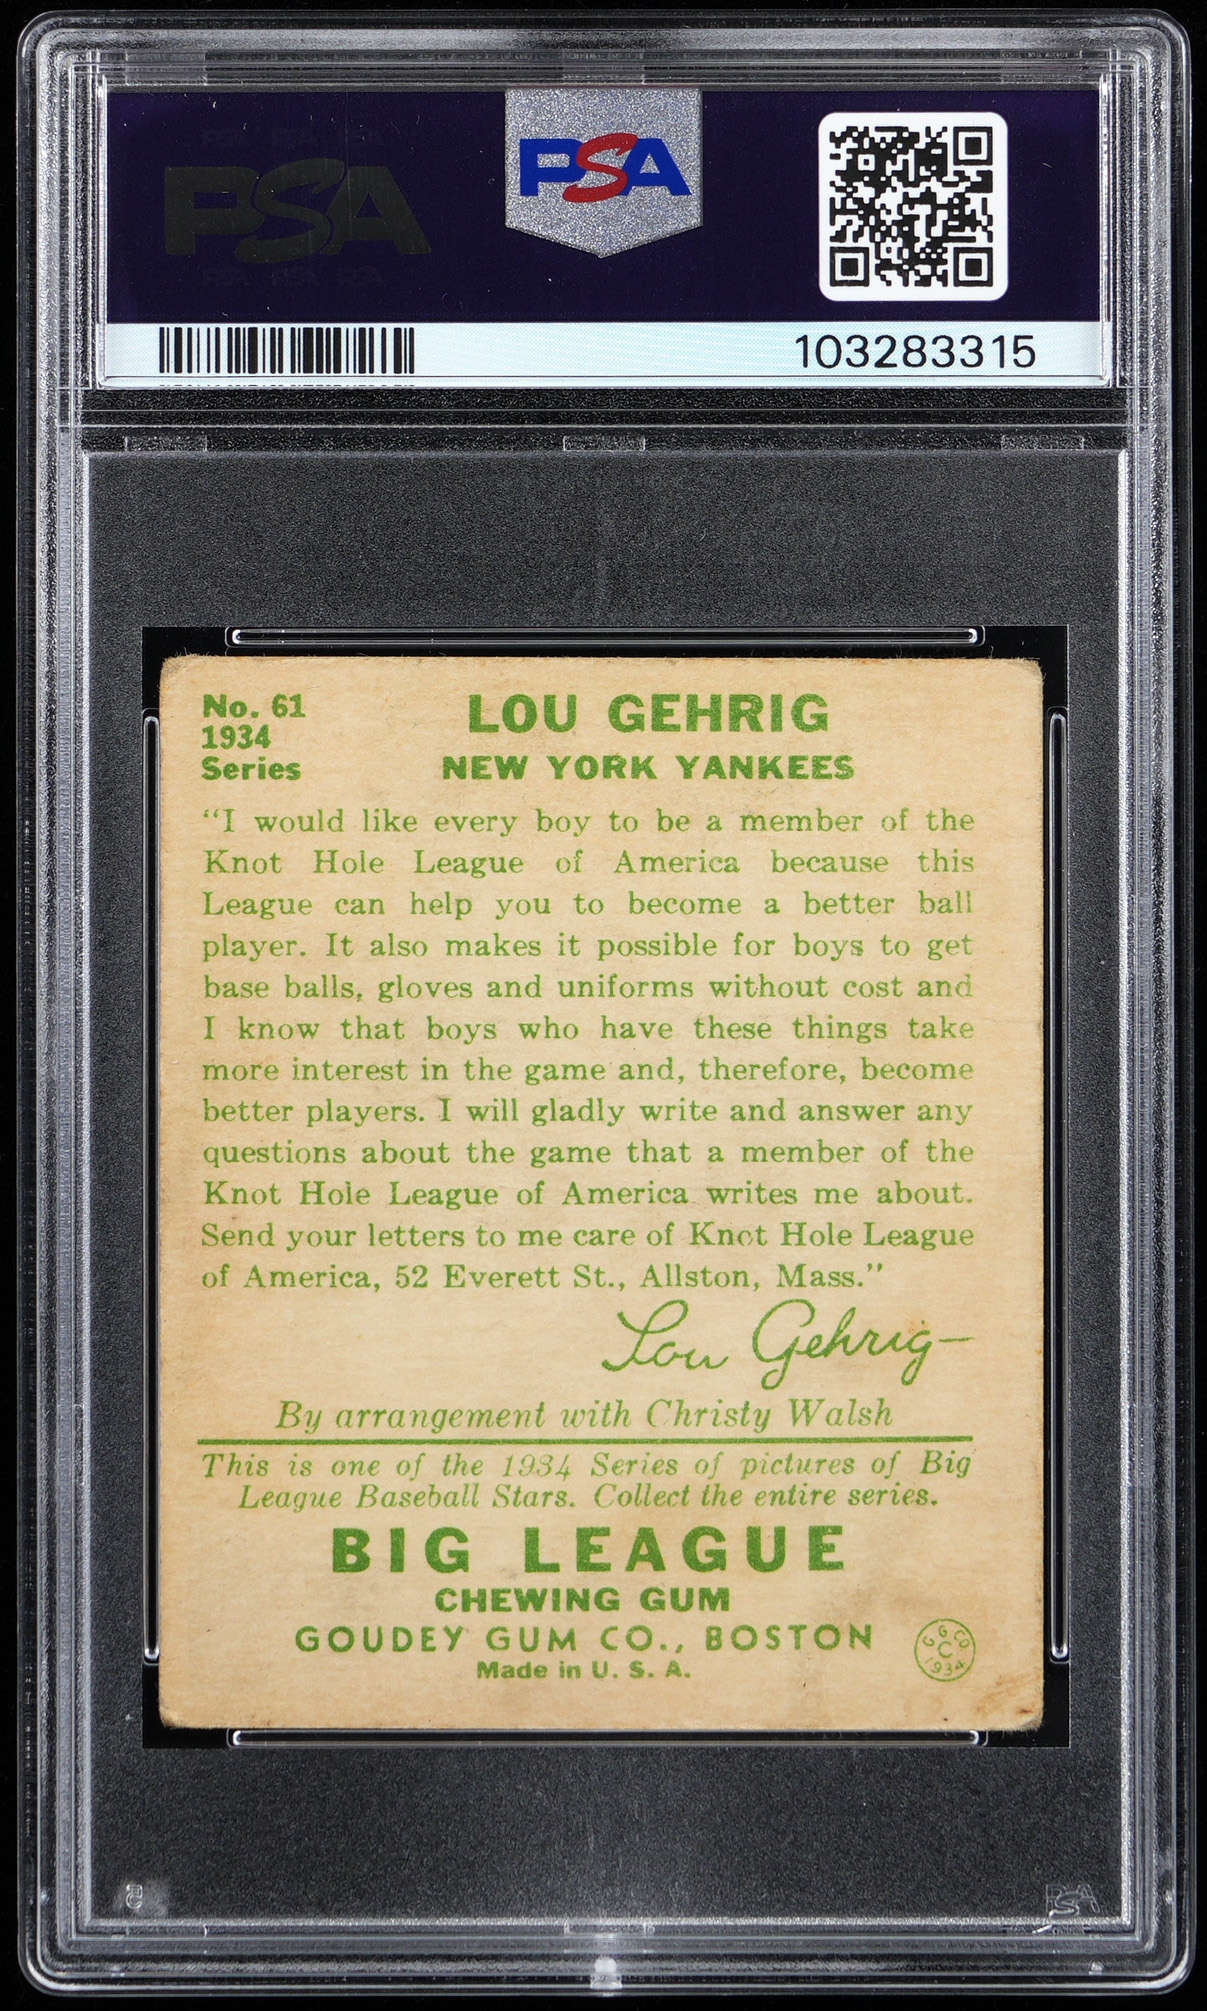 PSA
PSA
103283315
No. 61
1934
Series
LOU GEHRIG
NEW YORK YANKEES
“I would like every boy to be a member of the
Knot Hole League of America because this
League can help you to become a better ball
player. It also makes it possible for boys to get
base balls, gloves and uniforms without cost and
I know that boys who have these things take
more interest in the game and, therefore, become
better players. I will gladly write and answer any
questions about the game that a member of the
Knot Hole League of America writes me about.
Send your letters to me care of Knot Hole League
of America, 52 Everett St., Allston, Mass.”
Lou Gehrig
By arrangement with Christy Walsh
This is one of the 1934 Series of pictures of Big
League Baseball Stars. Collect the entire series.
BIG LEAGUE
CHEWING GUM
GOUDEY GUM CO., BOSTON
Made in U. S. A.
G. G. CO
C
1934
PSA